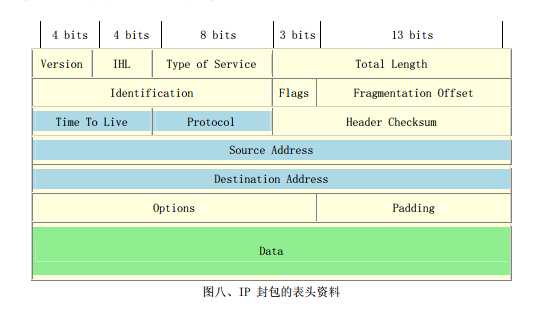 4 bits 4 bits 8 bits 3 bits 13 bits
Version IHL Type of Service Total Length
Identification Flags Fragmentation Offset
Time To Live Protocol Header Checksum
Source Address
Destination Address
Options Padding
Data
图八、IP 封包的表头资料